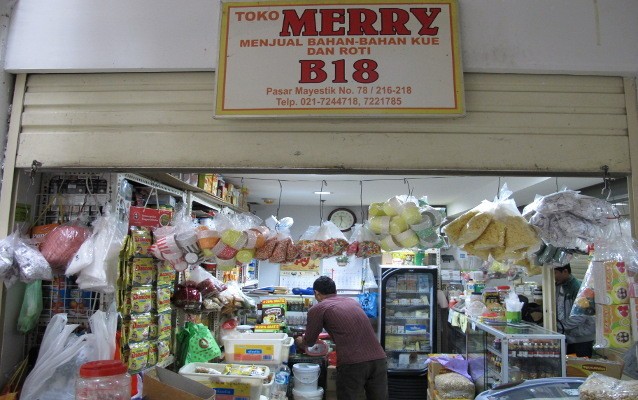 TOKO MERRY
MENJUAL BAHAN-BAHAN KUE
DAN ROTI
B18
Pasar Mayestik No. 78 / 216-218
Telp. 021-7244718, 7221785